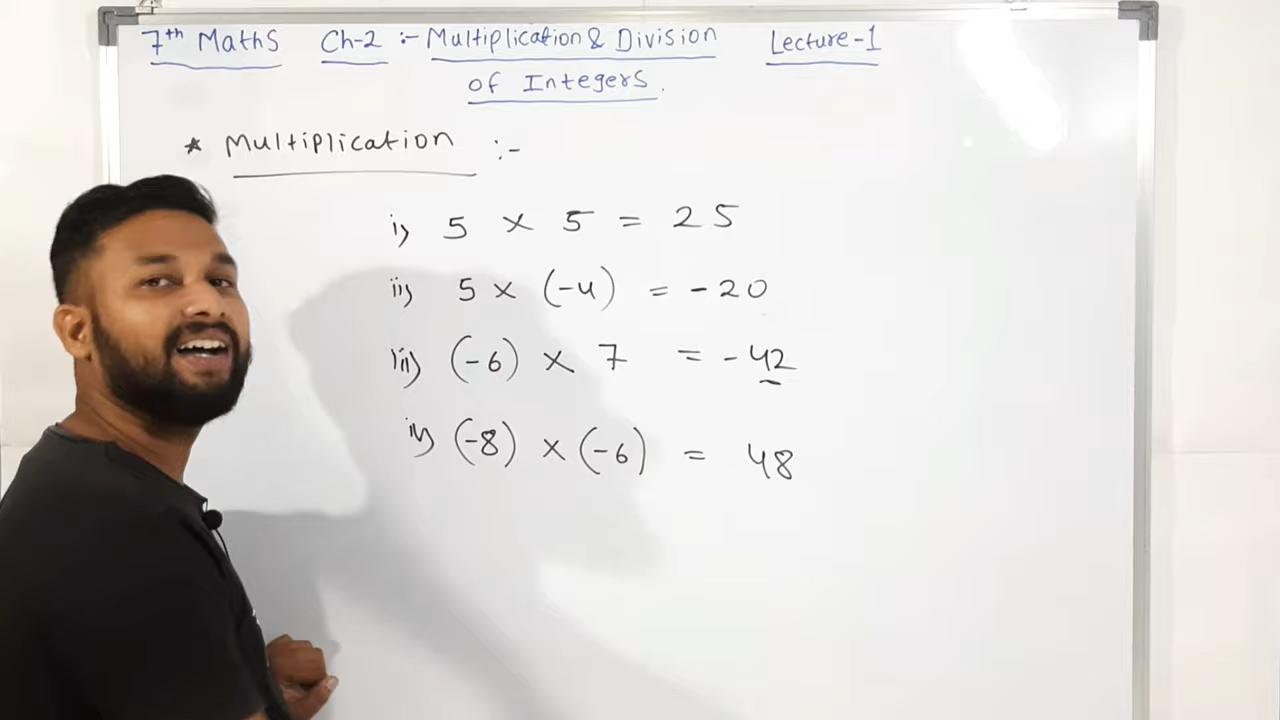 7th Maths Ch-2 :- Multiplication & Division Lecture-1
of Integers.
* Multiplication :-
i) 5 × 5 = 25
ii) 5 × (-4) = -20
iii) (-6) × 7 = -42
iv) (-8) × (-6) = 48